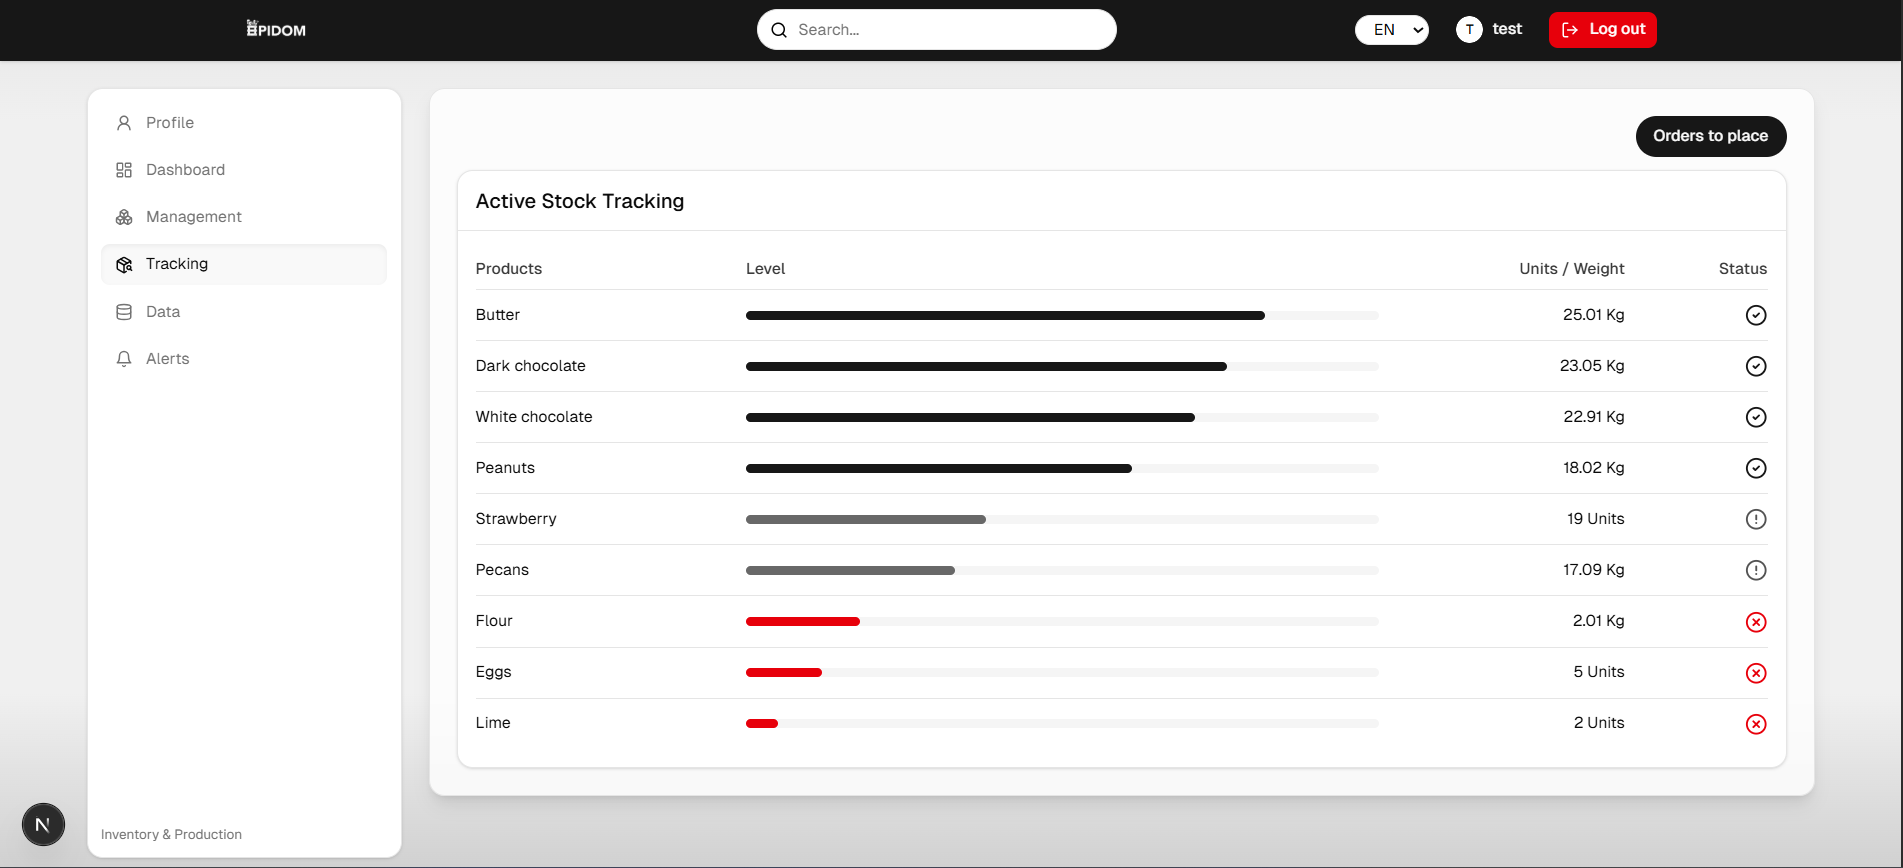 EPIDOM
Search...
EN
T
test
Log out
Profile
Dashboard
Management
Tracking
Data
Alerts
Inventory & Production
N
Orders to place
Active Stock Tracking
Products Level Units / Weight Status
Butter 25.01 Kg
Dark chocolate 23.05 Kg
White chocolate 22.91 Kg
Peanuts 18.02 Kg
Strawberry 19 Units
Pecans 17.09 Kg
Flour 2.01 Kg
Eggs 5 Units
Lime 2 Units